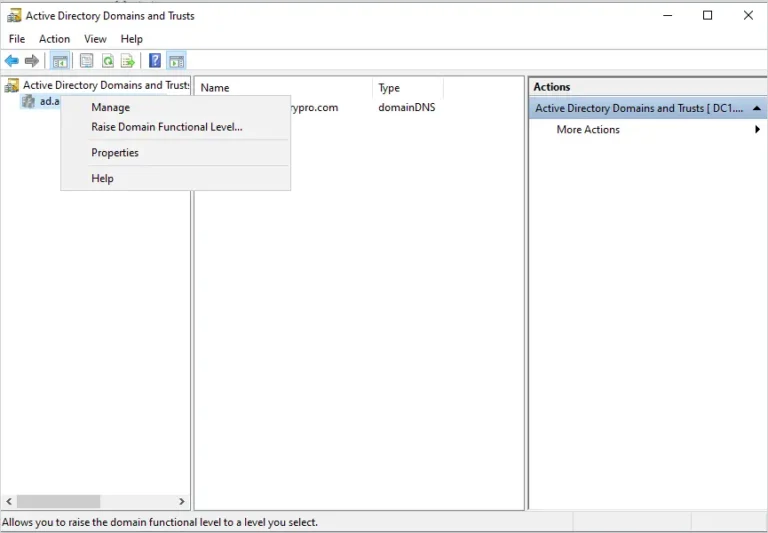 Active Directory Domains and Trusts
File Action View Help
Active Directory Domains and Trusts
ad.a
Manage
Raise Domain Functional Level...
Properties
Help
Name Type
rypro.com domainDNS
Actions
Active Directory Domains and Trusts [ DC1....
More Actions
Allows you to raise the domain functional level to a level you select.